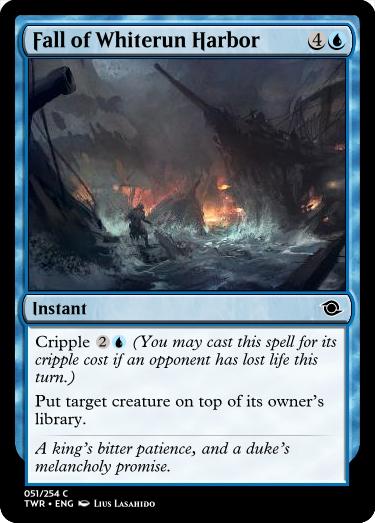 Fall of Whiterun Harbor 4
Instant
Cripple 2 (You may cast this spell for its
cripple cost if an opponent has lost life this
turn.)
Put target creature on top of its owner's
library.
A king's bitter patience, and a duke's
melancholy promise.
051/254 C
TWR • ENG Lius Lasahido